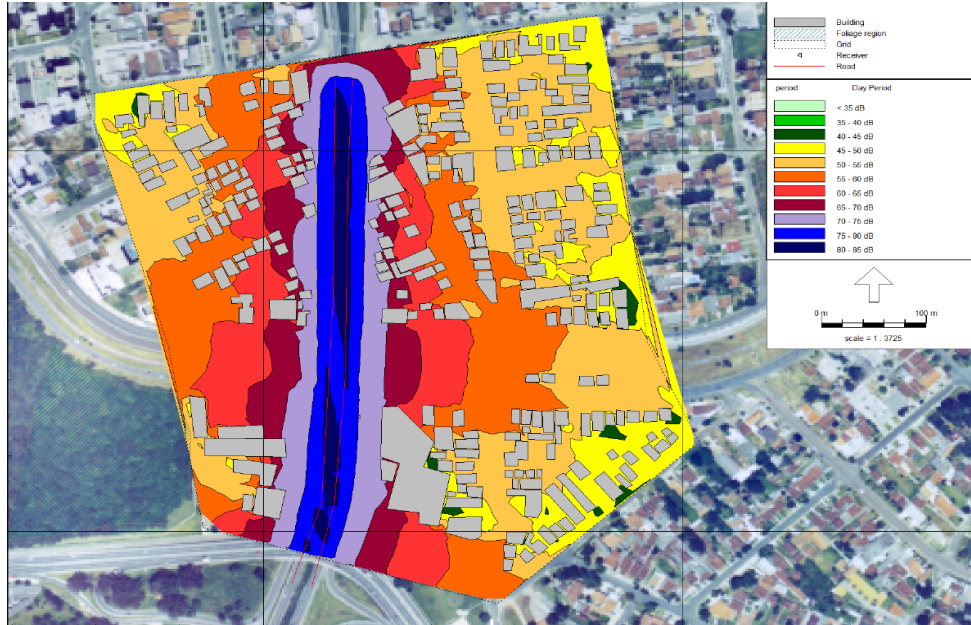 Building
Foliage region
Grid
Receiver
Road
period: Day Period
< 35 dB
35 - 40 dB
40 - 45 dB
45 - 50 dB
50 - 55 dB
55 - 60 dB
60 - 65 dB
65 - 70 dB
70 - 75 dB
75 - 80 dB
80 - 85 dB
0 m 100 m
scale = 1 : 3725